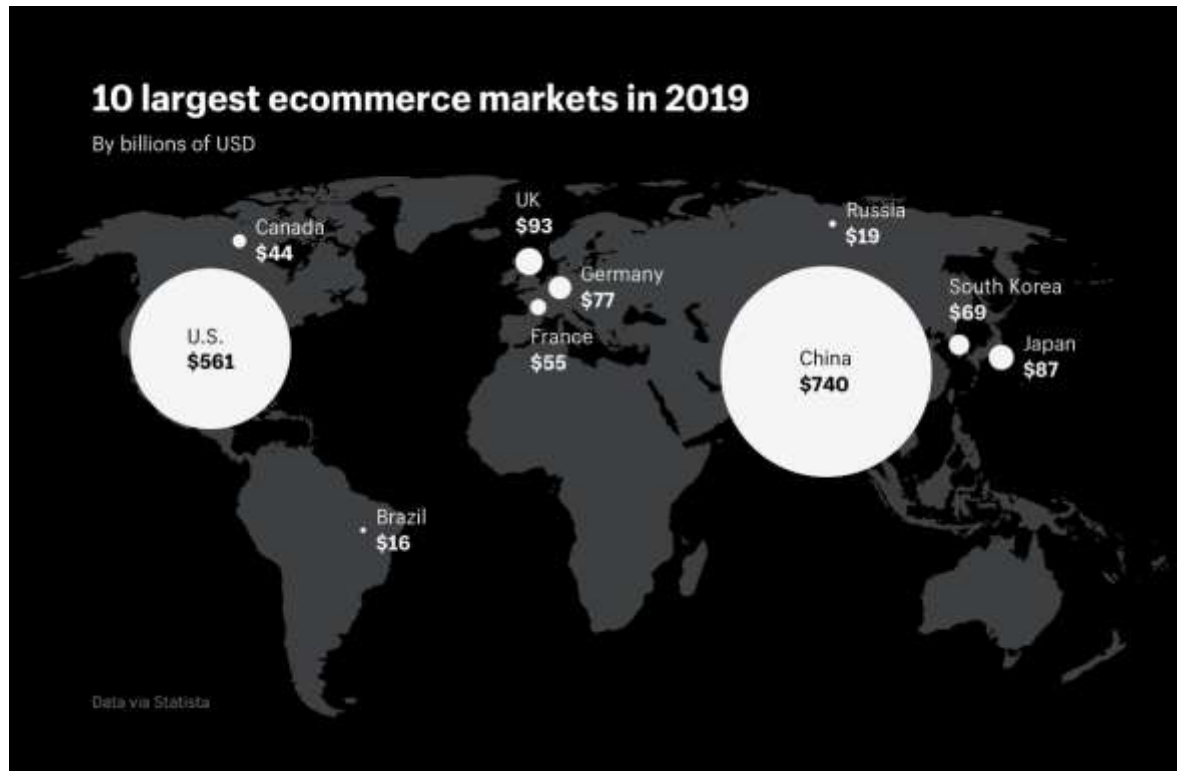 10 largest ecommerce markets in 2019
By billions of USD
UK
$93
Russia
$19
Canada
$44
Germany
$77
South Korea
$69
U.S.
$561
France
$55
China
$740
Japan
$87
Brazil
$16
Data via Statista